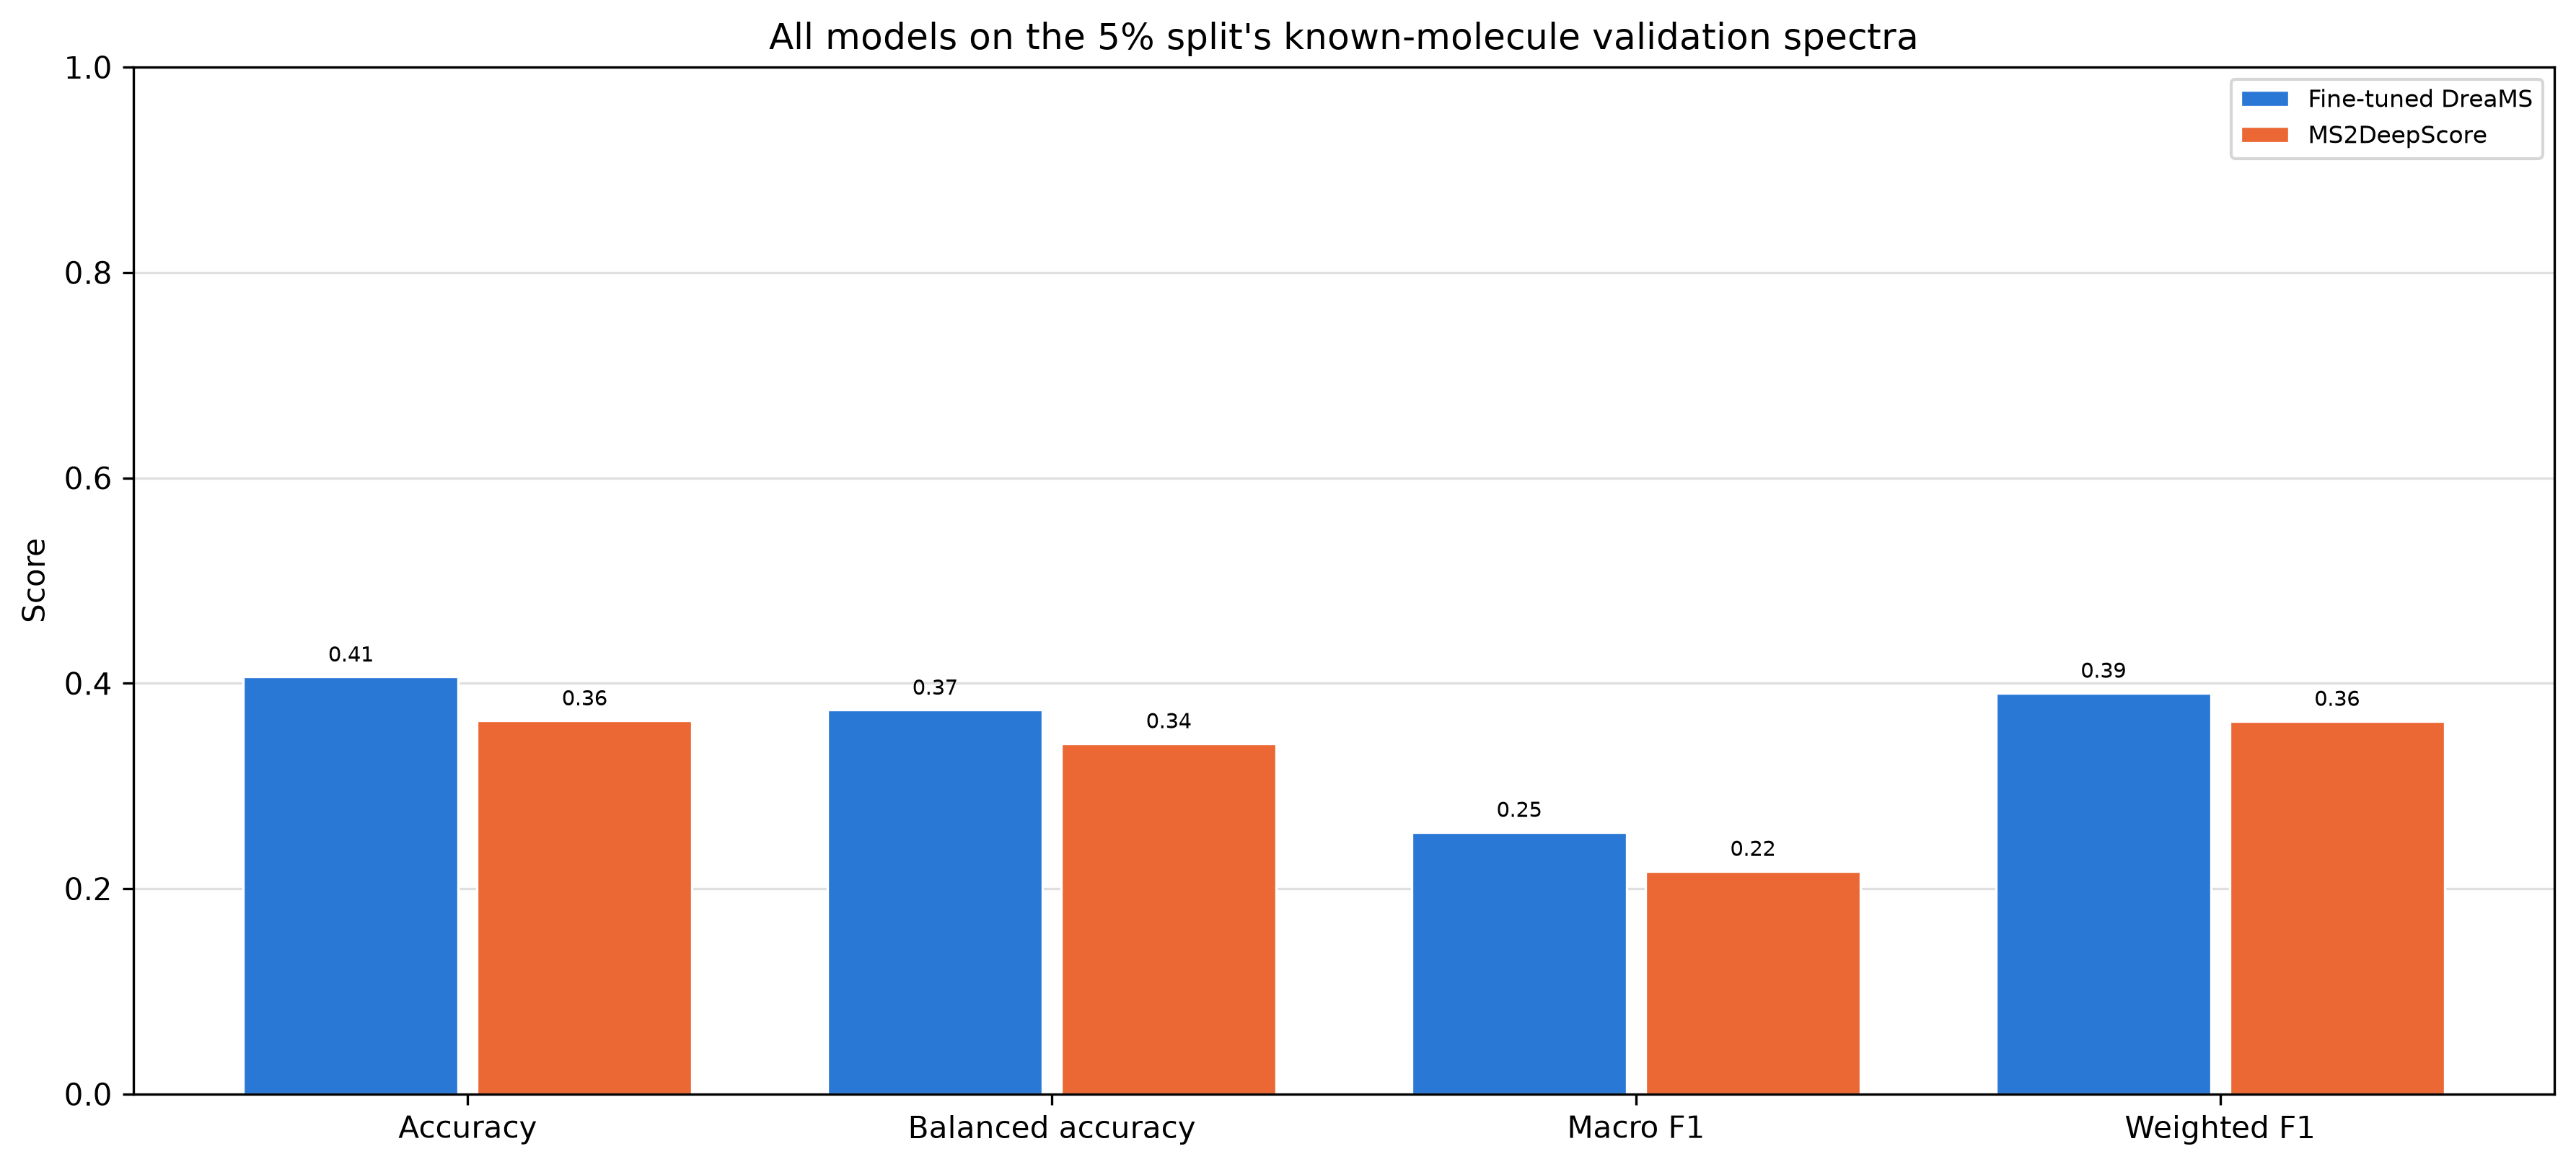 All models on the 5% split's known-molecule validation spectra
1.0
0.8
0.6
0.4
0.2
0.0
Score
Fine-tuned DreaMS
MS2DeepScore
0.41
0.36
0.37
0.34
0.25
0.22
0.39
0.36
Accuracy
Balanced accuracy
Macro F1
Weighted F1